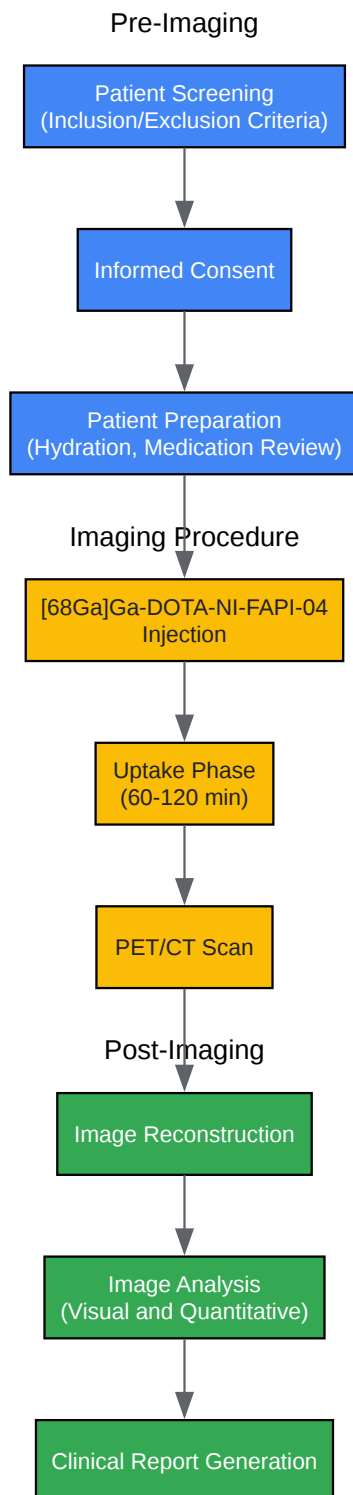 Pre-Imaging
Patient Screening
(Inclusion/Exclusion Criteria)
Informed Consent
Patient Preparation
(Hydration, Medication Review)
Imaging Procedure
[68Ga]Ga-DOTA-NI-FAPI-04
Injection
Uptake Phase
(60-120 min)
PET/CT Scan
Post-Imaging
Image Reconstruction
Image Analysis
(Visual and Quantitative)
Clinical Report Generation